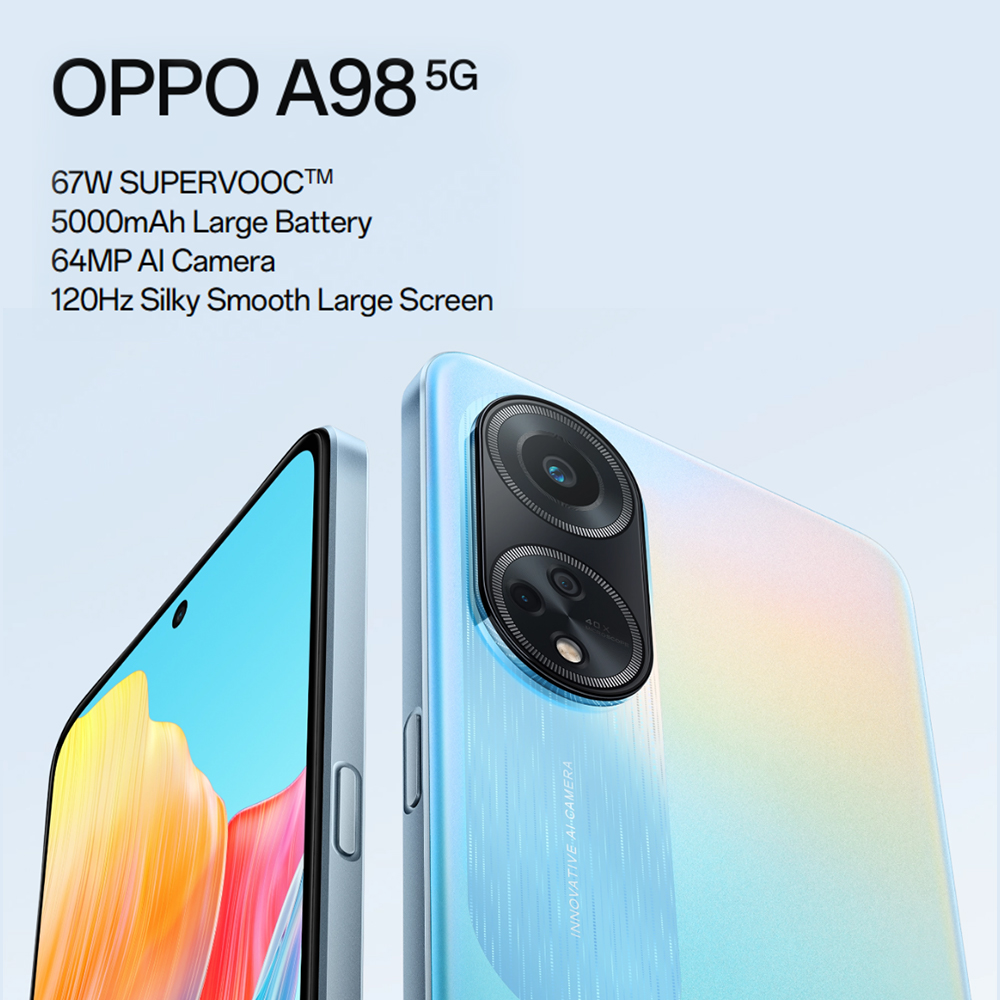 OPPO A98 5G
67W SUPERVOOC™
5000mAh Large Battery
64MP AI Camera
120Hz Silky Smooth Large Screen
40X
INNOVATIVE AI CAMERA